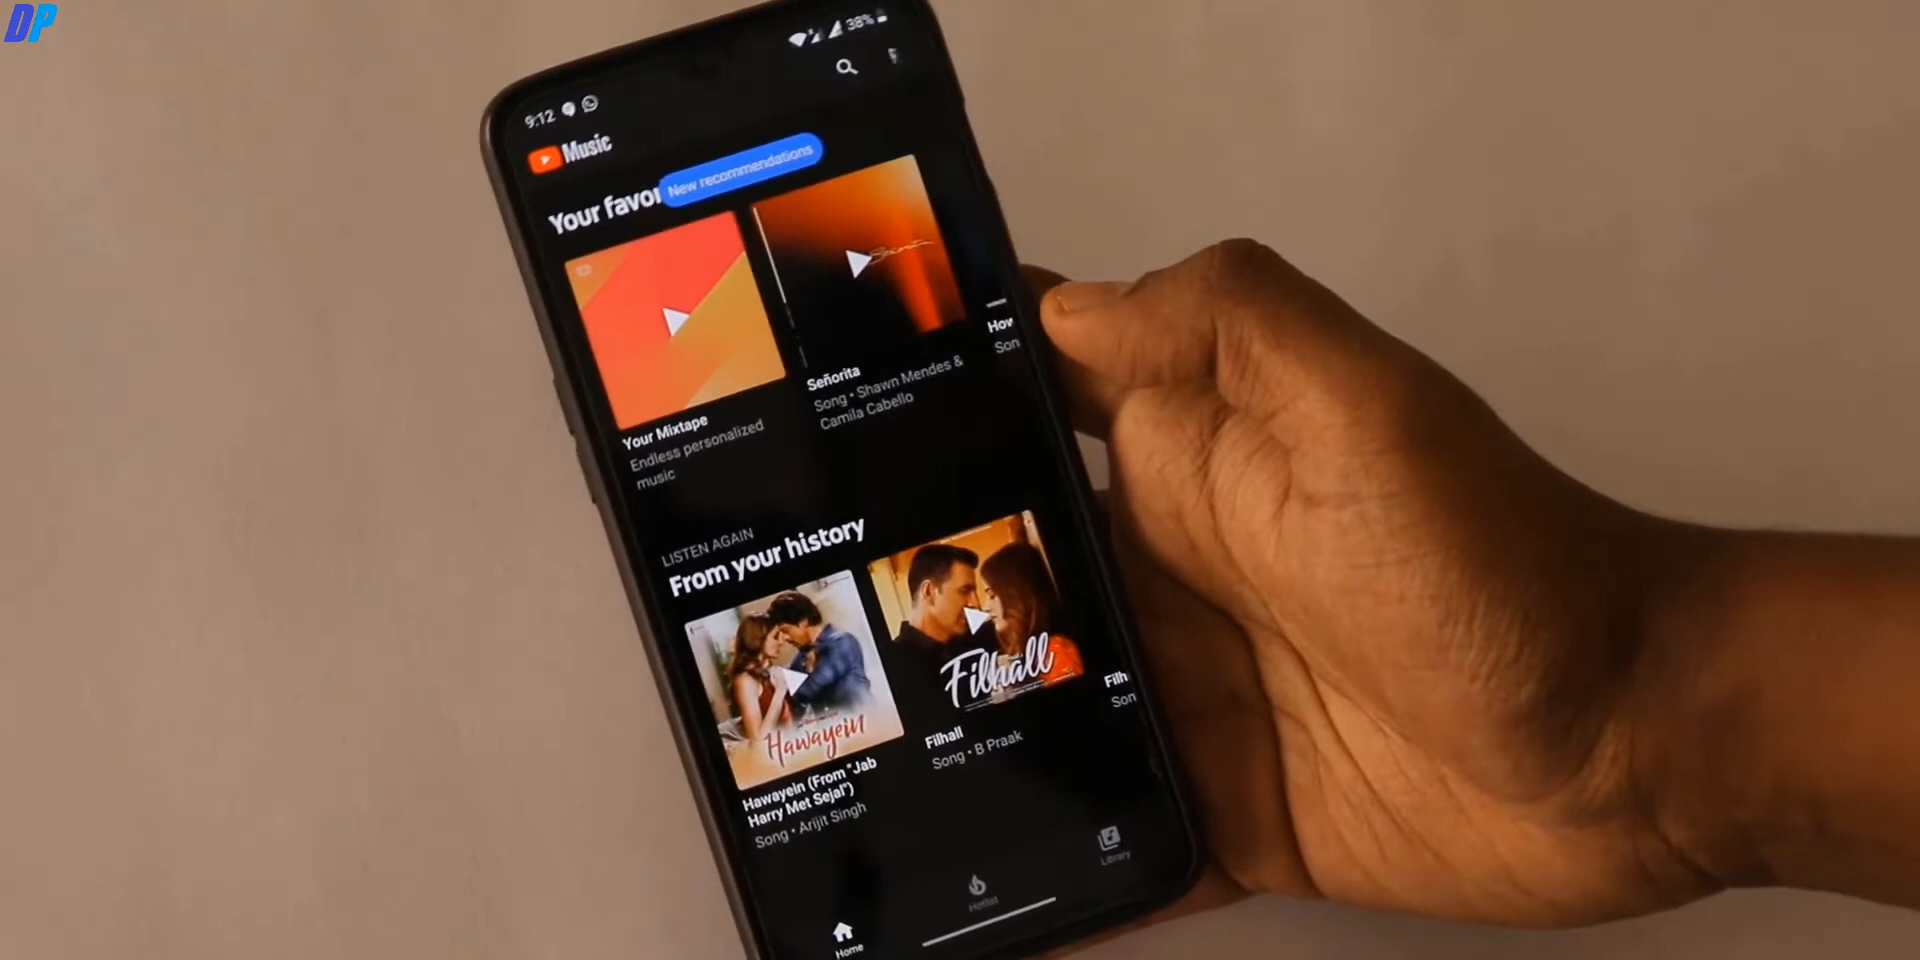 DP
38%
9:12
Music
Your favor
New recommendations
Señorita
Song • Shawn Mendes &
Camila Cabello
How
Son
Your Mixtape
Endless personalized
music
LISTEN AGAIN
From your history
Hawayein
Filhall
Hawayein (From "Jab
Harry Met Sejal")
Song • Arijit Singh
Filhall
Song • B Praak
Filh
Son
Home
Hotlist
Library